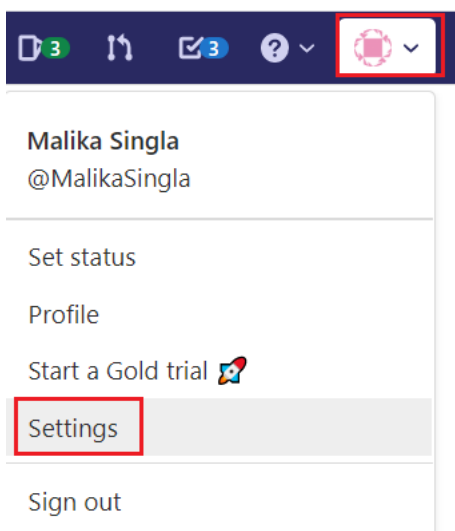 3
3
?
Malika Singla
@MalikaSingla
Set status
Profile
Start a Gold trial 🚀
Settings
Sign out